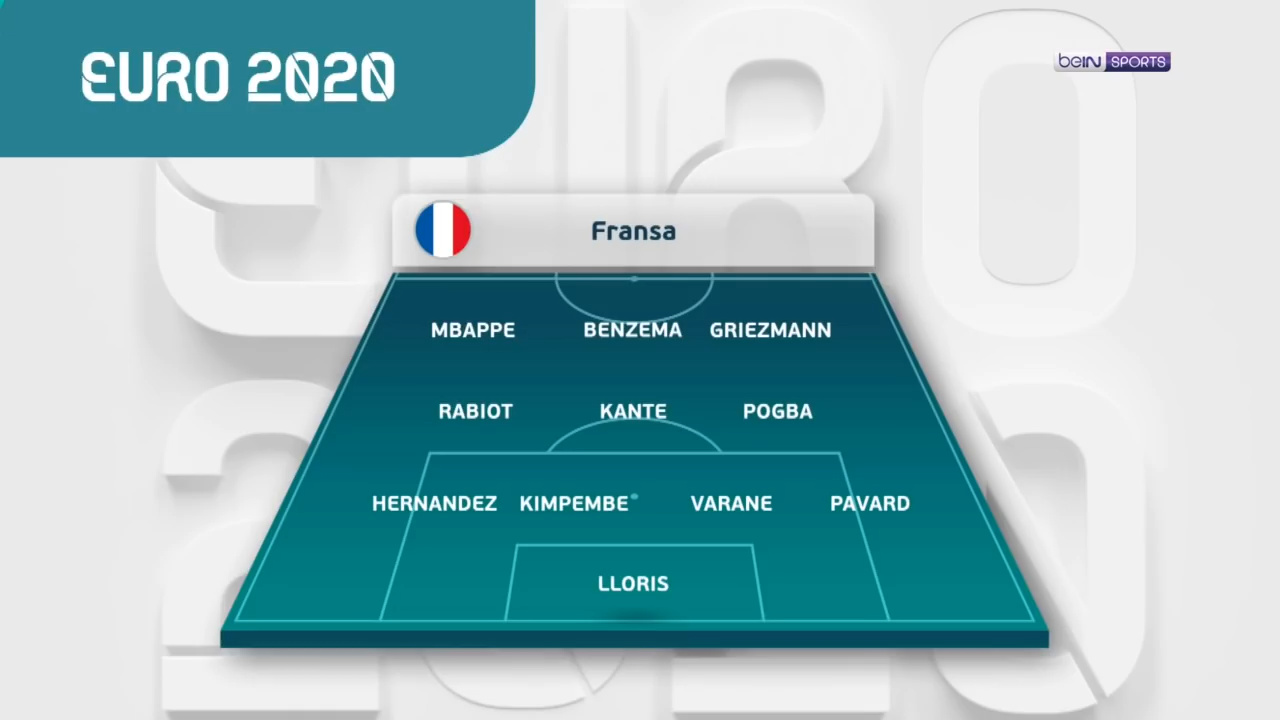 EURO 2020
beIN SPORTS
Fransa
MBAPPE BENZEMA GRIEZMANN
RABIOT KANTE POGBA
HERNANDEZ KIMPEMBE VARANE PAVARD
LLORIS